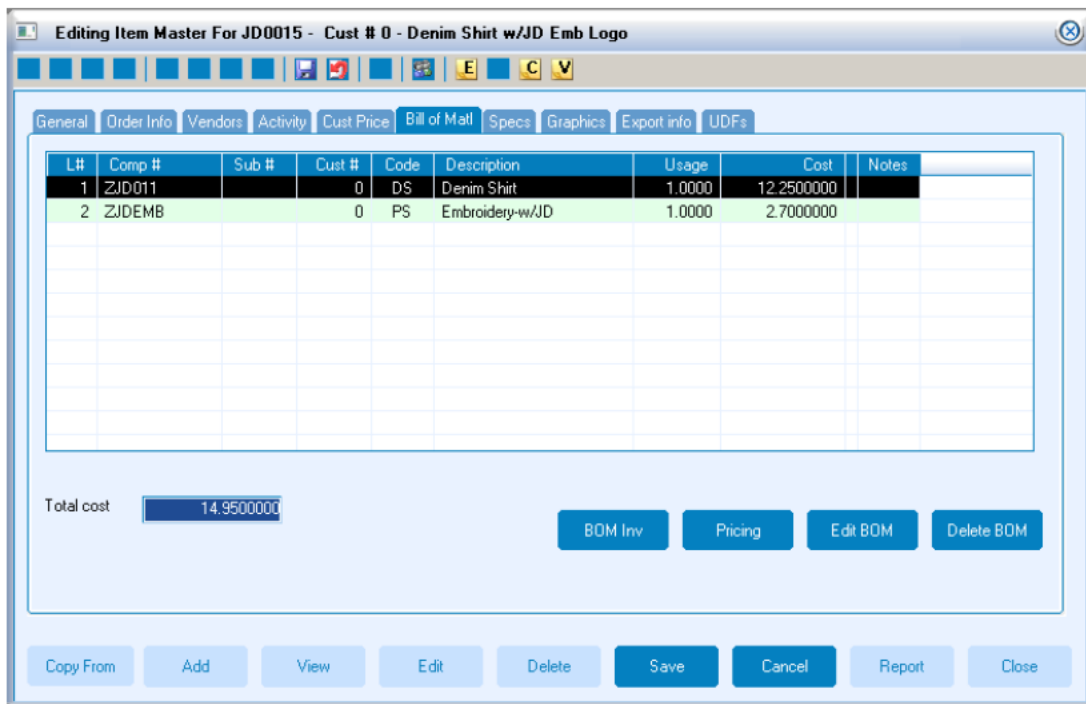 Editing Item Master For JD0015 - Cust # 0 - Denim Shirt w/JD Emb Logo
E C V
General Order Info Vendors Activity Cust Price Bill of Matl Specs Graphics Export info UDFs
L# Comp # Sub # Cust # Code Description Usage Cost Notes
1 ZJD011 0 DS Denim Shirt 1.0000 12.2500000
2 ZJDEMB 0 PS Embroidery-w/JD 1.0000 2.7000000
Total cost 14.9500000
BOM Inv Pricing Edit BOM Delete BOM
Copy From Add View Edit Delete Save Cancel Report Close